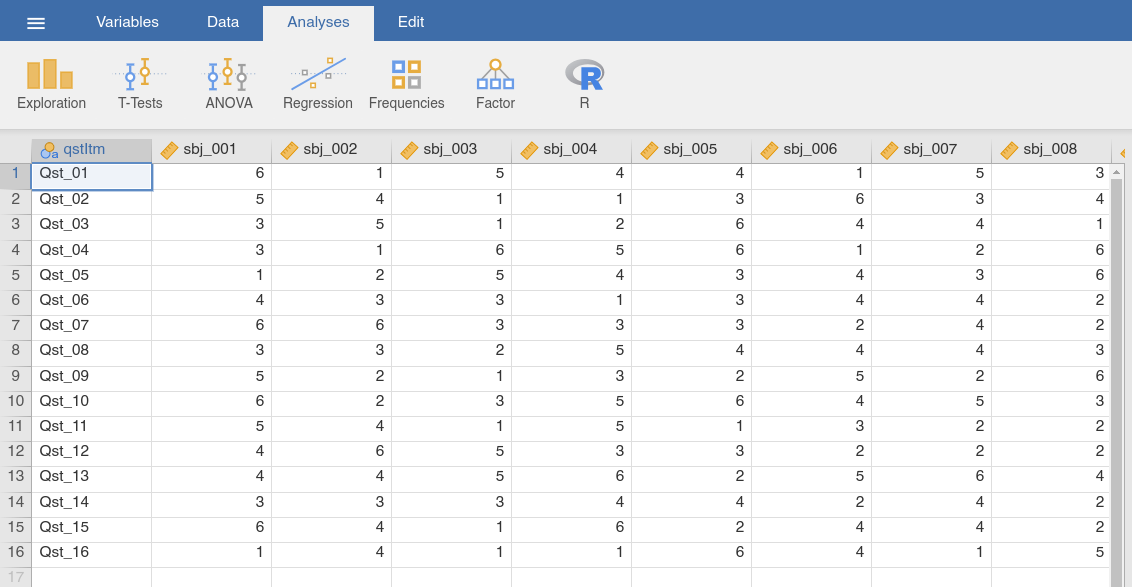 Variables Data Analyses Edit
Exploration T-Tests ANOVA Regression Frequencies Factor R
qstItm sbj_001 sbj_002 sbj_003 sbj_004 sbj_005 sbj_006 sbj_007 sbj_008
1 Qst_01 6 1 5 4 4 1 5 3
2 Qst_02 5 4 1 1 3 6 3 4
3 Qst_03 3 5 1 2 6 4 4 1
4 Qst_04 3 1 6 5 6 1 2 6
5 Qst_05 1 2 5 4 3 4 3 6
6 Qst_06 4 3 3 1 3 4 4 2
7 Qst_07 6 6 3 3 3 2 4 2
8 Qst_08 3 3 2 5 4 4 4 3
9 Qst_09 5 2 1 3 2 5 2 6
10 Qst_10 6 2 3 5 6 4 5 3
11 Qst_11 5 4 1 5 1 3 2 2
12 Qst_12 4 6 5 3 3 2 2 2
13 Qst_13 4 4 5 6 2 5 6 4
14 Qst_14 3 3 3 4 4 2 4 2
15 Qst_15 6 4 1 6 2 4 4 2
16 Qst_16 1 4 1 1 6 4 1 5
17